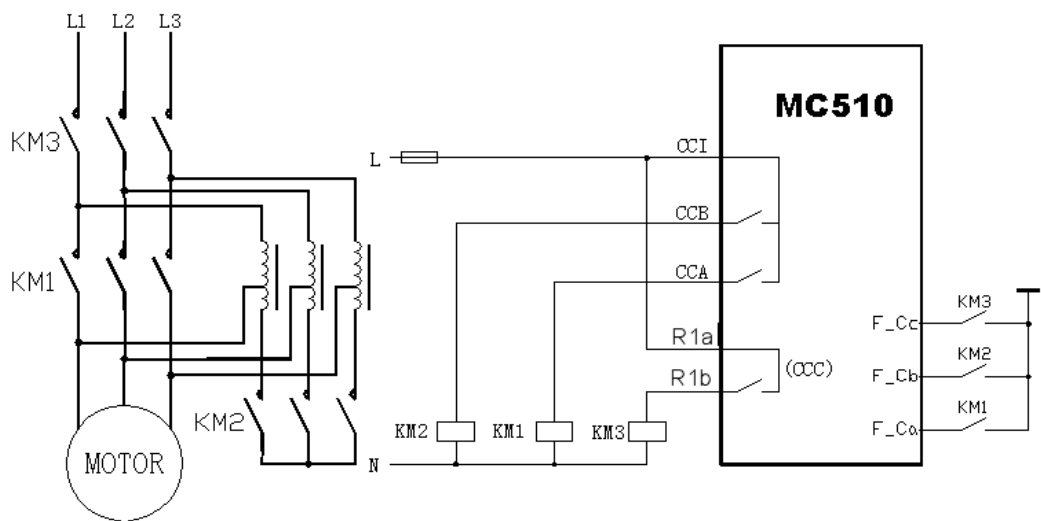 L1 L2 L3
MC510
KM3
CCI
L
CCB
KM1
CCA
F_Cc
KM3
R1a
(CCC)
F_Cb
KM2
R1b
KM2
KM2
KM1
KM3
F_Ca
KM1
MOTOR
N